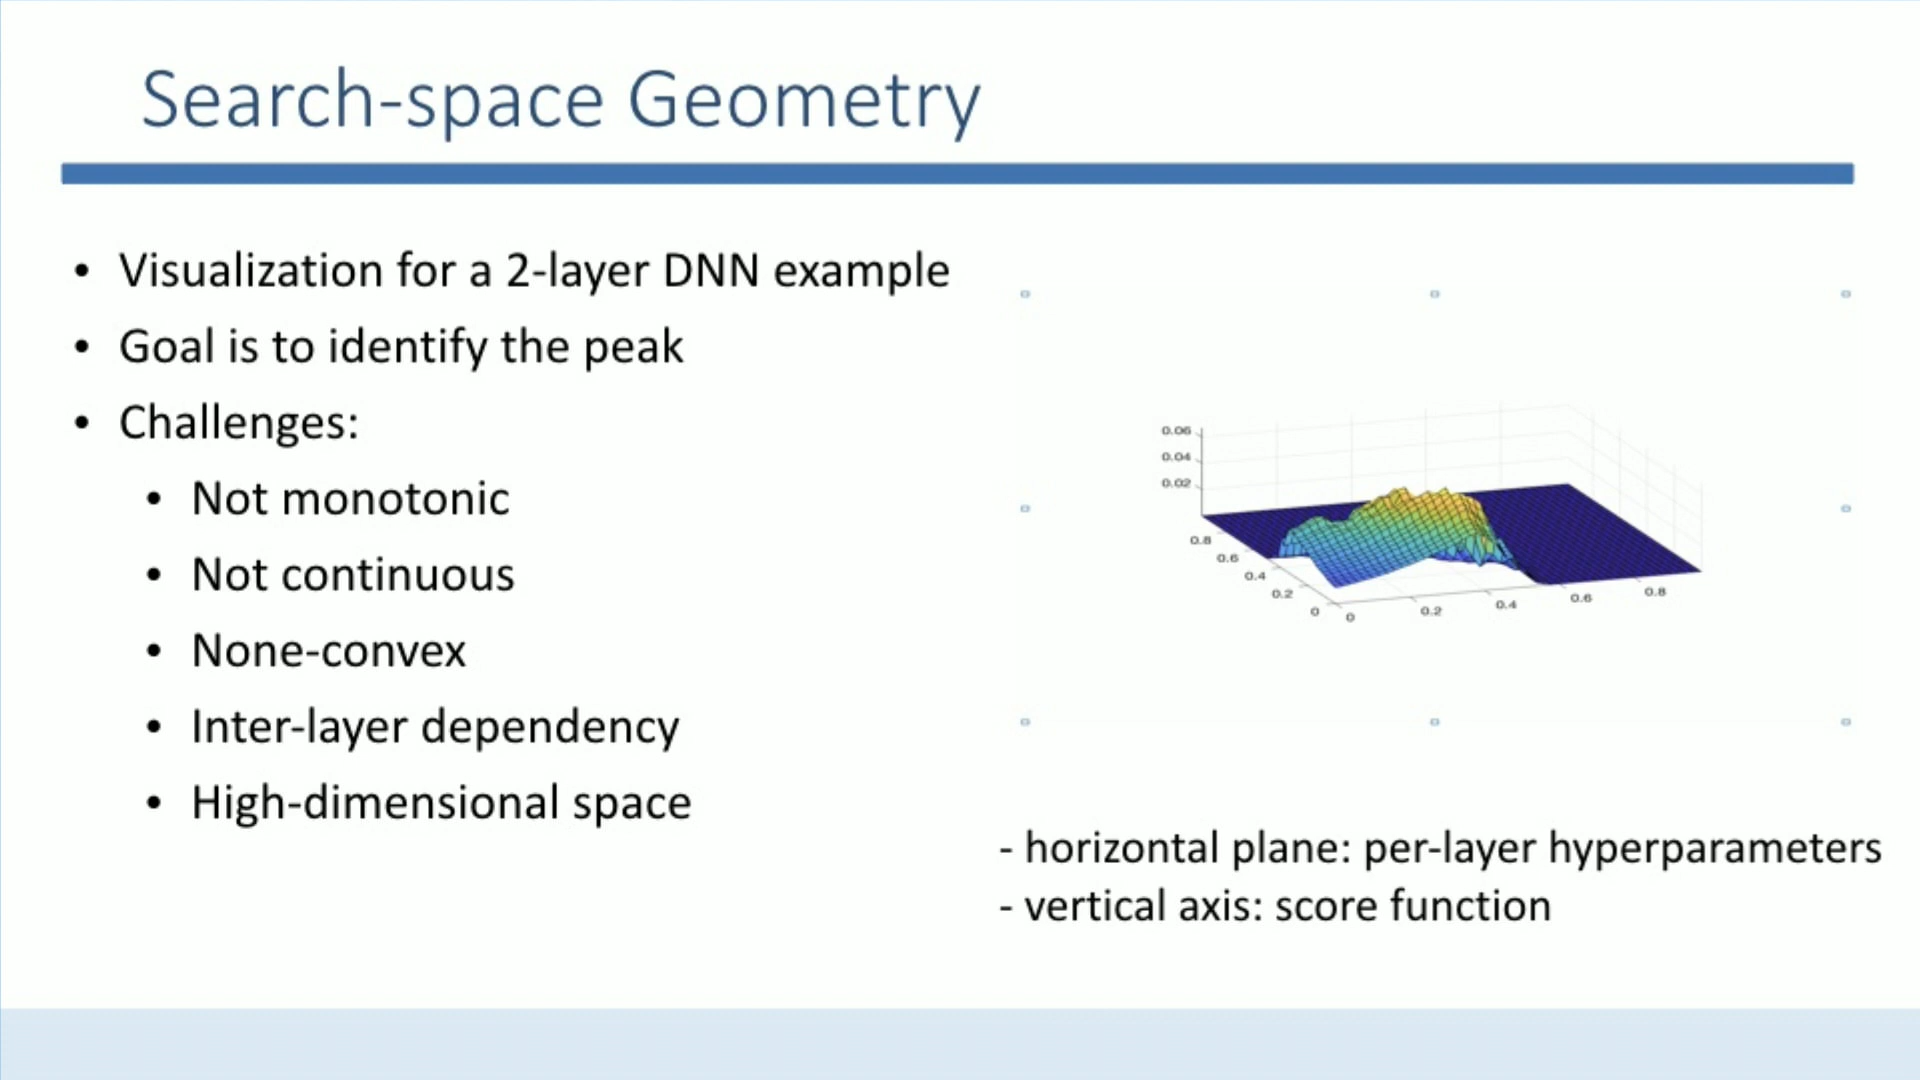 Search-space Geometry
• Visualization for a 2-layer DNN example
• Goal is to identify the peak
• Challenges:
• Not monotonic
• Not continuous
• None-convex
• Inter-layer dependency
• High-dimensional space
0.06
0.04
0.02
0.8
0.6
0.4
0.2
0
0
0.2
0.4
0.6
0.8
- horizontal plane: per-layer hyperparameters
- vertical axis: score function